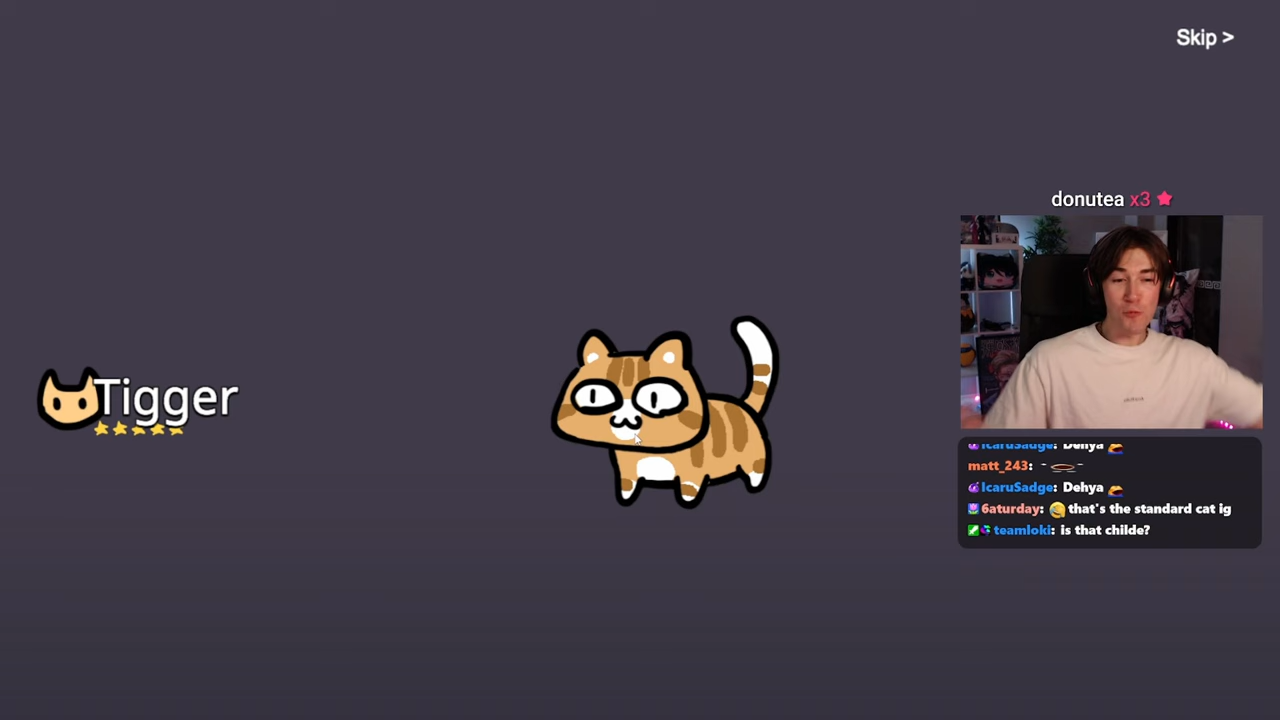 Skip >
donutea x3
Tigger
IcaruSadge: Dehya
matt_243:
IcaruSadge: Dehya
6aturday: that's the standard cat ig
teamloki: is that childe?